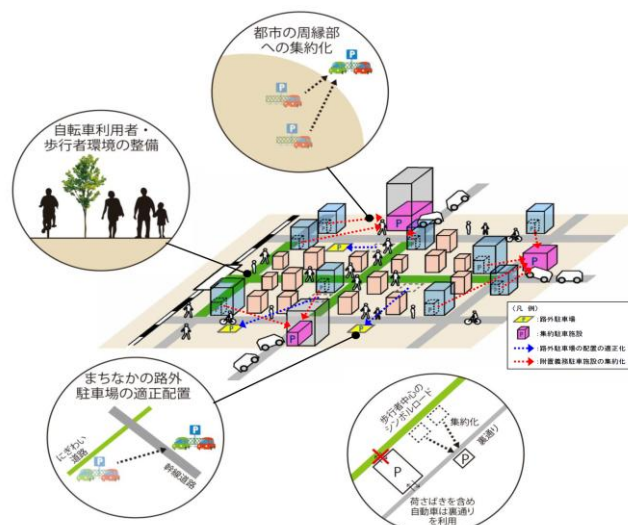 都市の周縁部
への集約化
P
P
P
自転車利用者・
歩行者環境の整備
P
P
P
P
P
P
(凡 例)
P :路外駐車場
P :集約駐車施設
:路外駐車場の配置の適正化
:附置義務駐車施設の集約化
まちなかの路外
駐車場の適正配置
にぎわい
道路
P
P
幹線道路
歩行者中心の
シンボルロード
集約化
裏通り
P
P
荷さばきを含め
自動車は裏通り
を利用